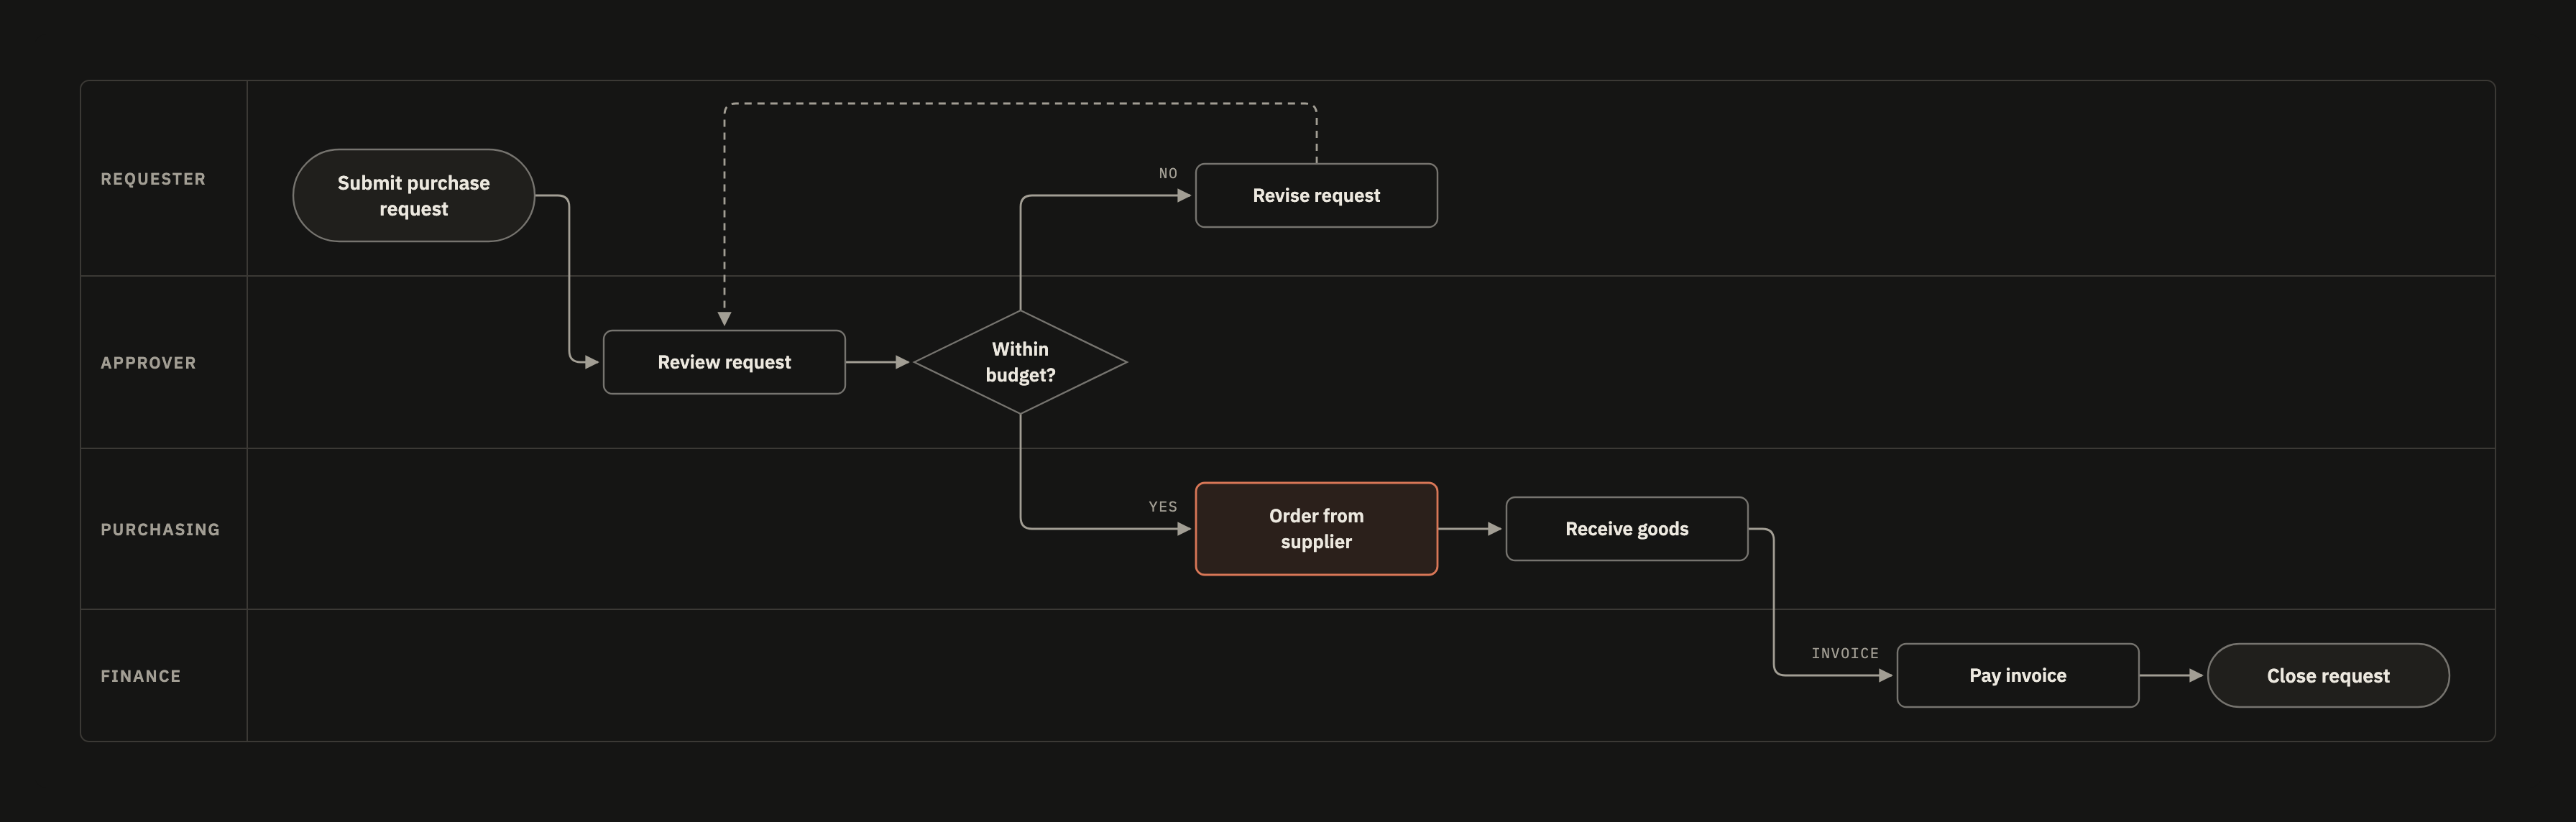 REQUESTER
Submit purchase
request
NO
Revise request
APPROVER
Review request
Within
budget?
PURCHASING
YES
Order from
supplier
Receive goods
FINANCE
INVOICE
Pay invoice
Close request